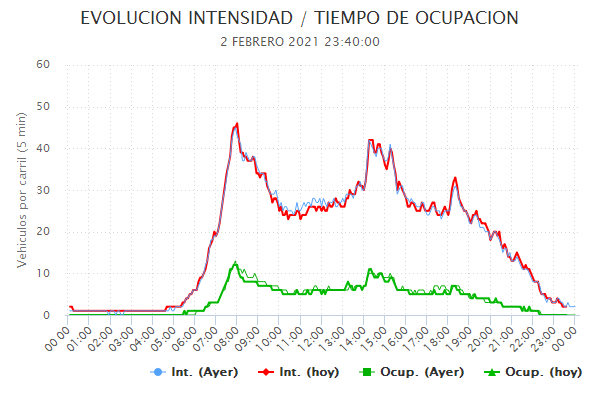 EVOLUCION INTENSIDAD / TIEMPO DE OCUPACION
2 FEBRERO 2021 23:40:00
Vehiculos por carril (5 min)
60
50
40
30
20
10
0
00:00 01:00 02:00 03:00 04:00 05:00 06:00 07:00 08:00 09:00 10:00 11:00 12:00 13:00 14:00 15:00 16:00 17:00 18:00 19:00 20:00 21:00 22:00 23:00 00:00
Int. (Ayer) Int. (hoy) Ocup. (Ayer) Ocup. (hoy)